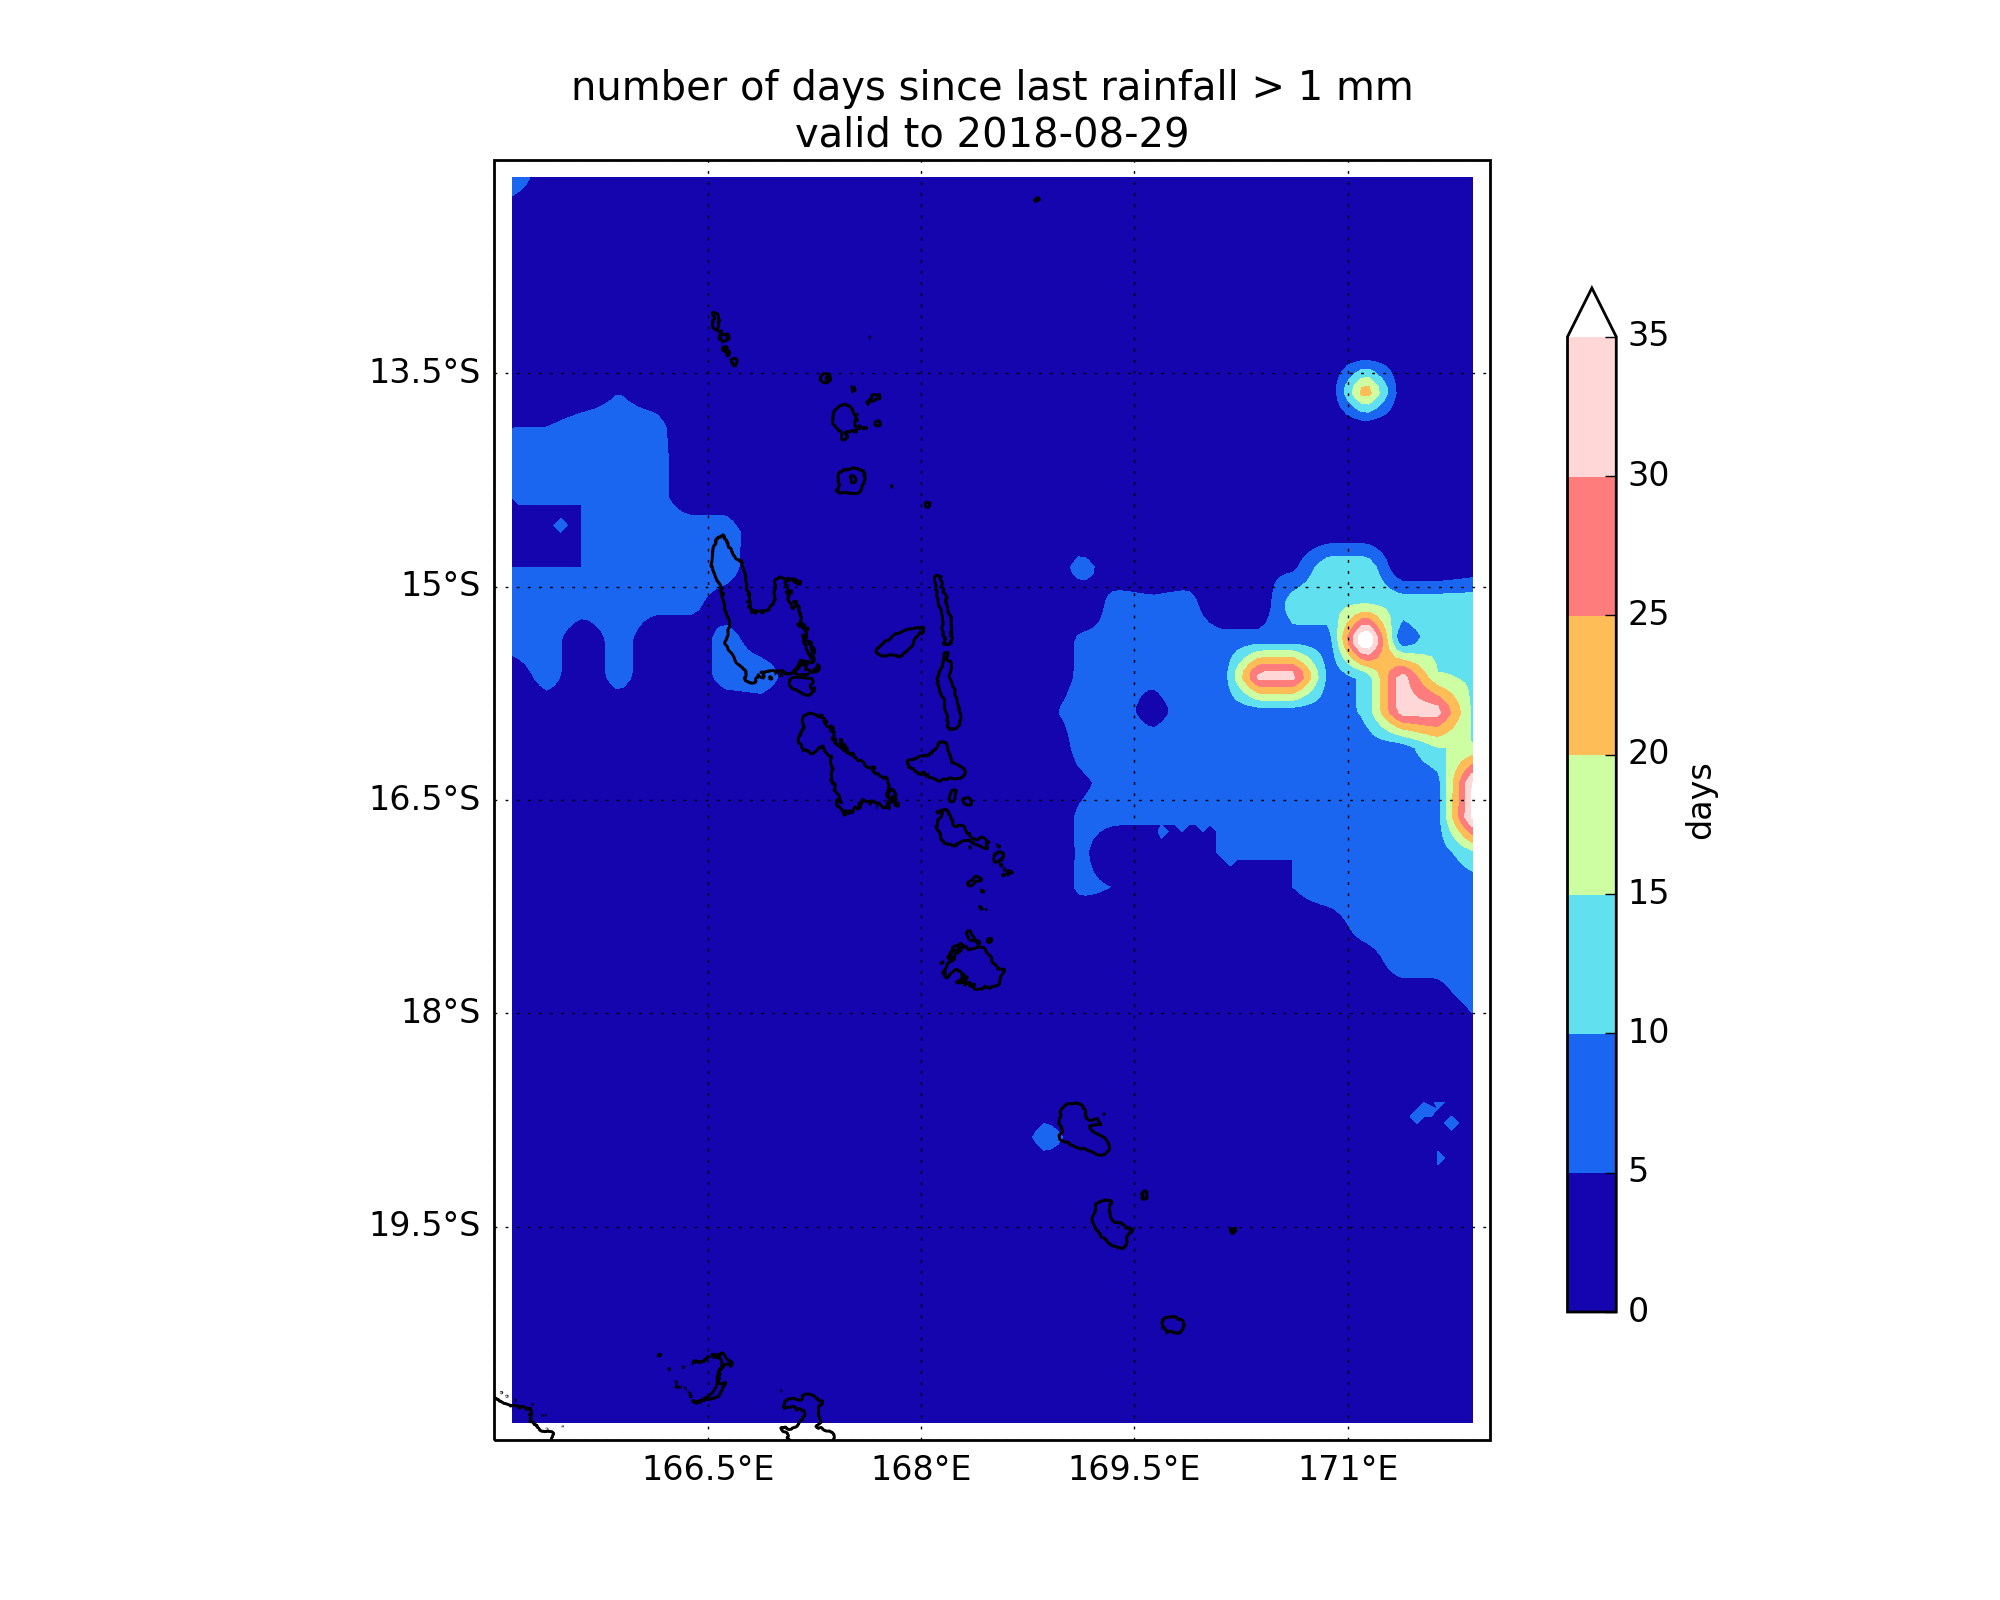 number of days since last rainfall > 1 mm
valid to 2018-08-29
13.5°S
15°S
16.5°S
18°S
19.5°S
166.5°E
168°E
169.5°E
171°E
35
30
25
20
15
10
5
0
days